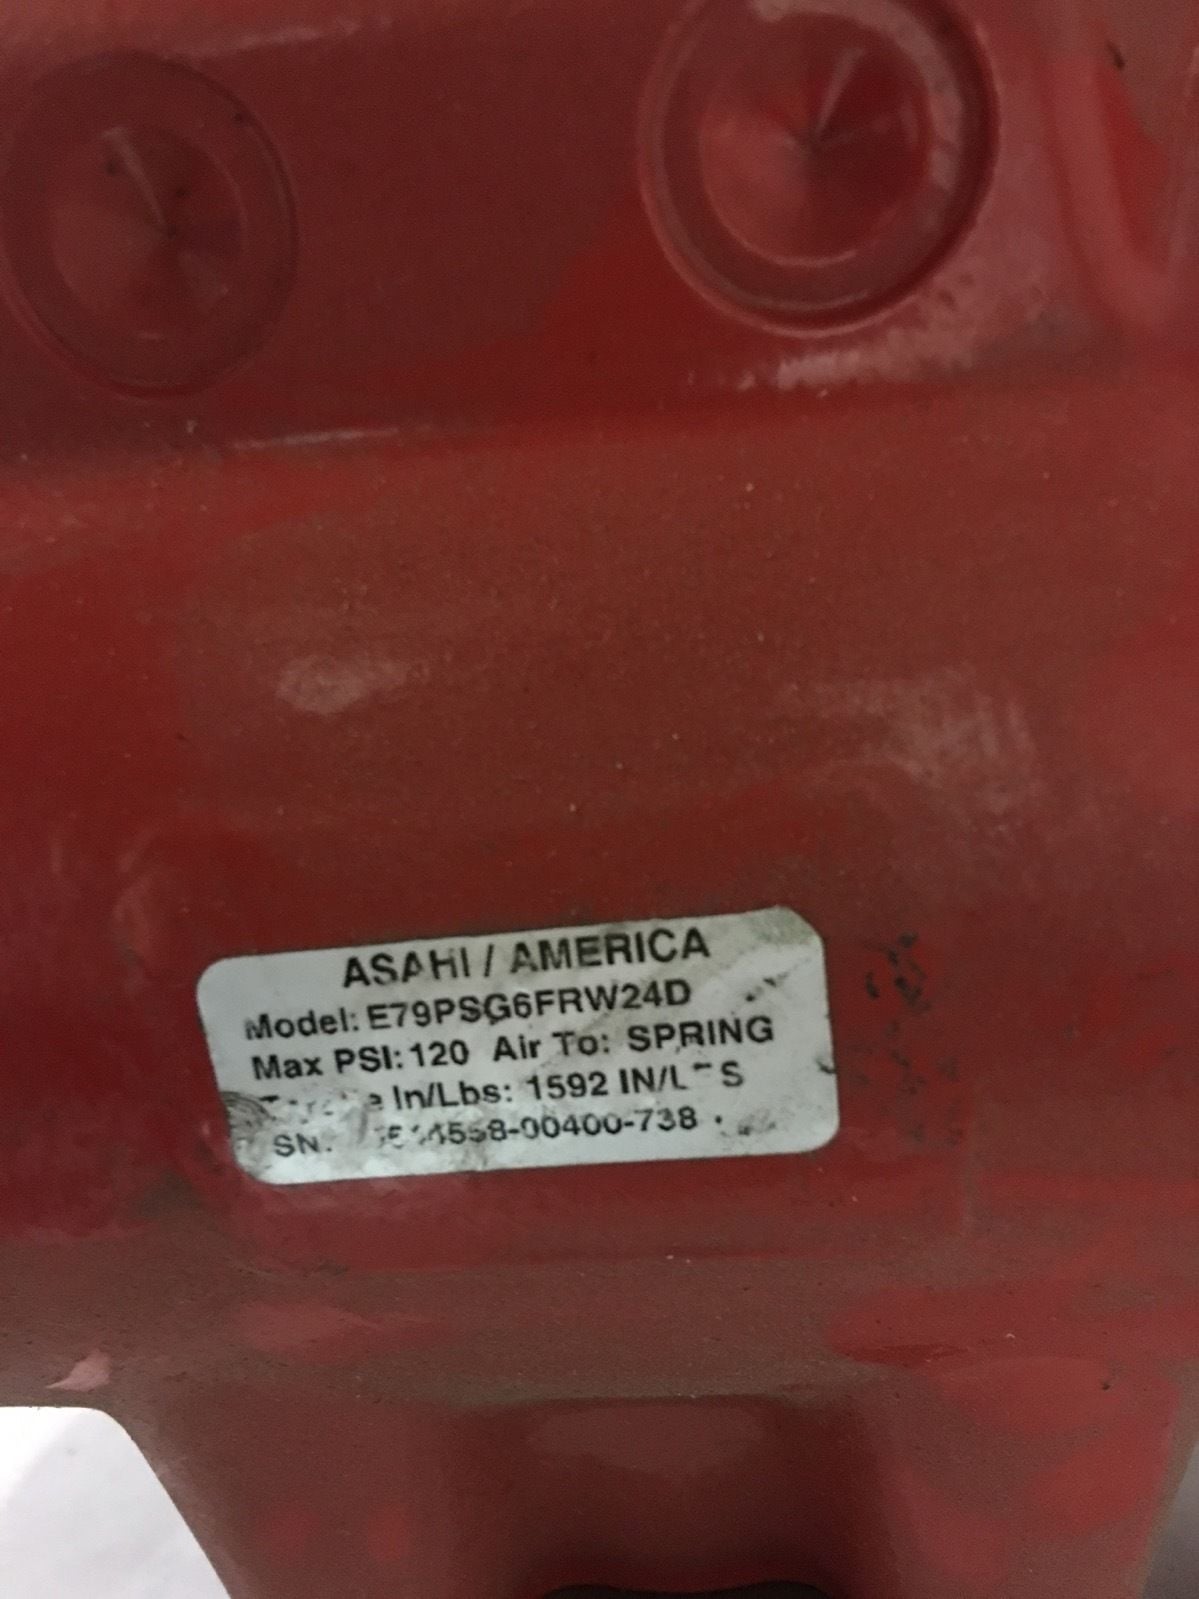 ASAHI / AMERICA
Model: E79PSG6FRW24D
Max PSI: 120 Air To: SPRING
In/Lbs: 1592
SN.